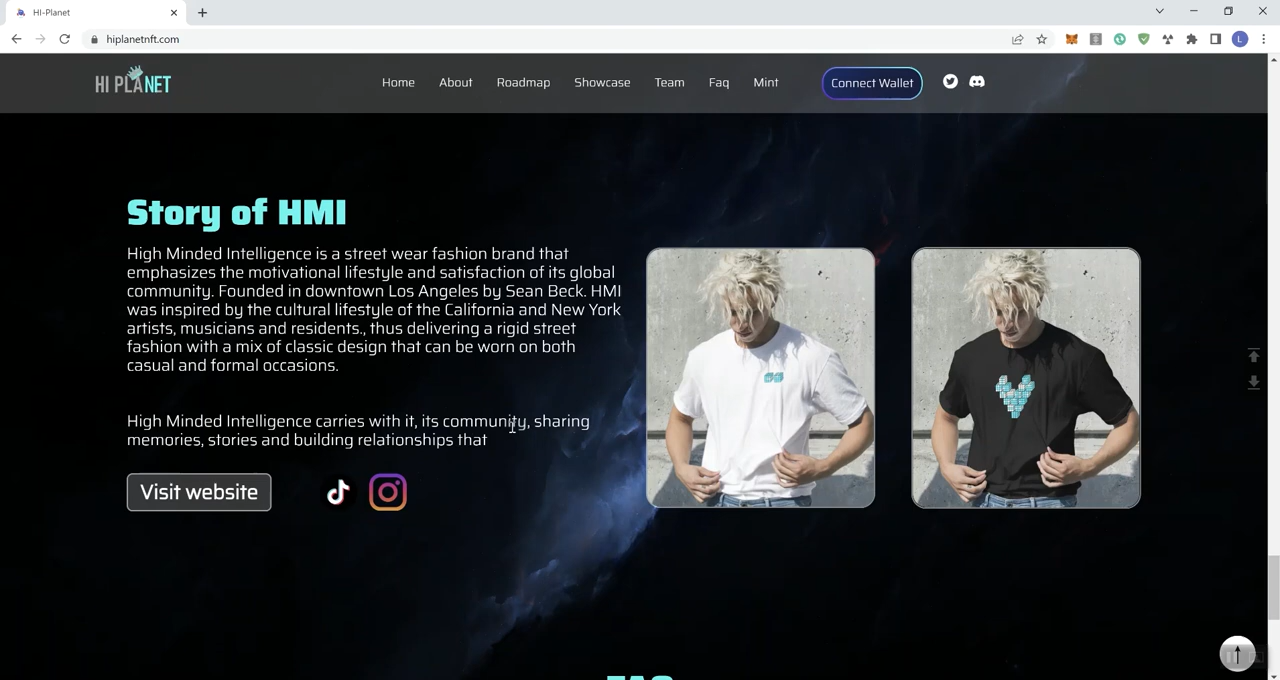 HI-Planet
hiplanetnft.com
L
HI PLANET
Home
About
Roadmap
Showcase
Team
Faq
Mint
Connect Wallet
Story of HMI
High Minded Intelligence is a street wear fashion brand that
emphasizes the motivational lifestyle and satisfaction of its global
community. Founded in downtown Los Angeles by Sean Beck. HMI
was inspired by the cultural lifestyle of the California and New York
artists, musicians and residents., thus delivering a rigid street
fashion with a mix of classic design that can be worn on both
casual and formal occasions.
High Minded Intelligence carries with it, its community, sharing
memories, stories and building relationships that
Visit website
FAQ